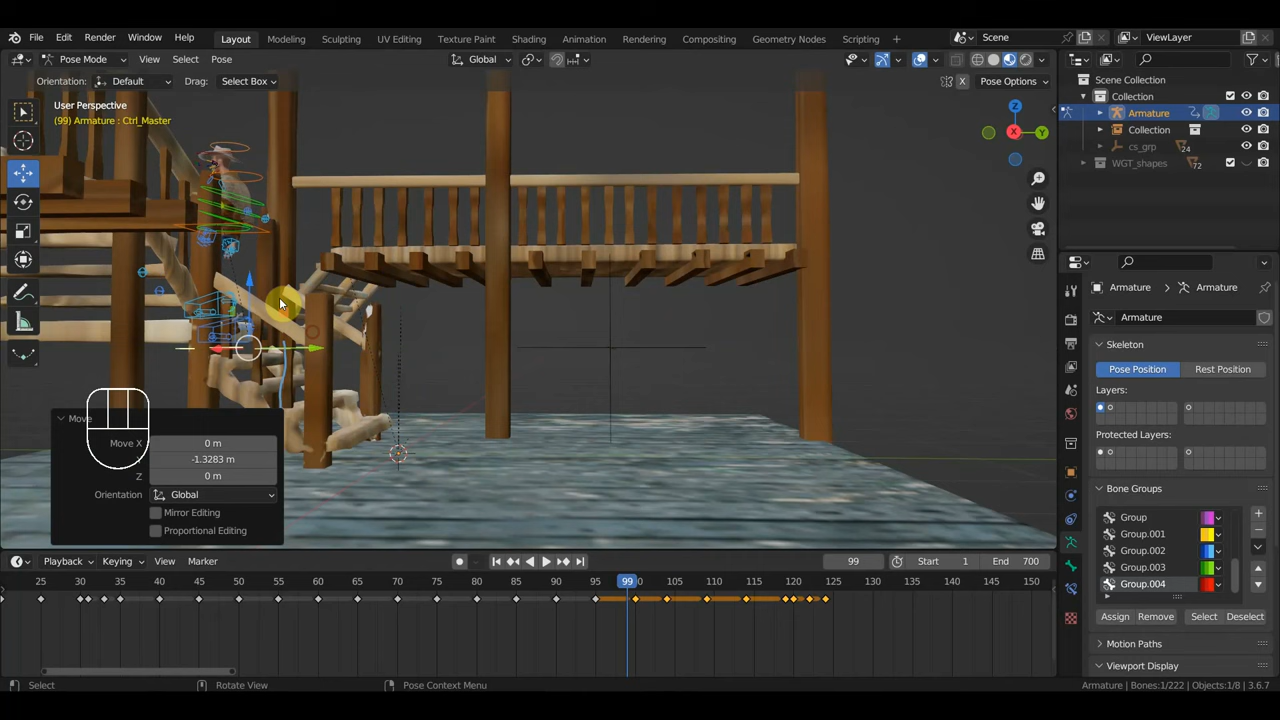 File Edit Render Window Help Layout Modeling Sculpting UV Editing Texture Paint Shading Animation Rendering Compositing Geometry Nodes Scripting + Scene ViewLayer
Pose Mode View Select Pose Global
Orientation: Default Drag: Select Box X Pose Options
User Perspective
(99) Armature : Ctrl_Master
Scene Collection
Collection
Armature
Collection
cs_grp 24
WGT_shapes 72
X Y Z
Armature > Armature
Armature
Skeleton
Pose Position Rest Position
Layers:
Protected Layers:
Bone Groups
Group
Group.001
Group.002
Group.003
Group.004
Assign Remove Select Deselect
Motion Paths
Viewport Display
Move
Move X 0 m
-1.3283 m
Z 0 m
Orientation Global
Mirror Editing
Proportional Editing
Playback Keying View Marker 99 Start 1 End 700
25 30 35 40 45 50 55 60 65 70 75 80 85 90 95 99 105 110 115 120 125 130 135 140 145 150
Select Rotate View Pose Context Menu Armature | Bones:1/222 | Objects:1/8 | 3.6.7